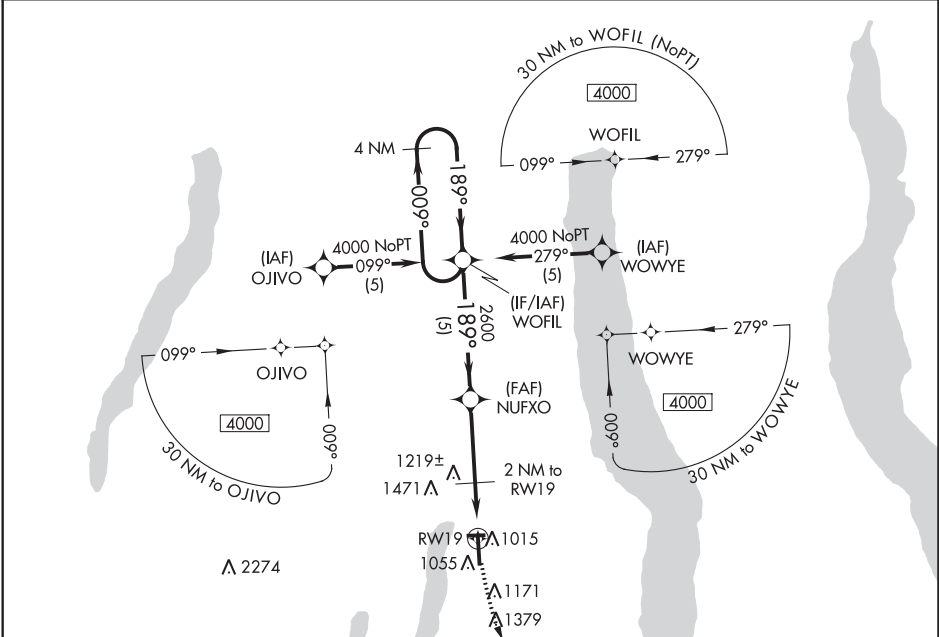 30 NM to WOFIL (NoPT)
4000
WOFIL
099°
279°
4 NM
009°
189°
4000 NoPT
099°
(5)
(IAF)
OJIVO
4000 NoPT
279°
(5)
(IAF)
WOWYE
(IF/IAF)
WOFIL
2600
189°
(5)
099°
OJIVO
4000
009°
30 NM to OJIVO
279°
WOWYE
4000
009°
30 NM to WOWYE
(FAF)
NUFXO
1219±
1471
2 NM to
RW19
RW19
1015
1055
2274
1171
1379